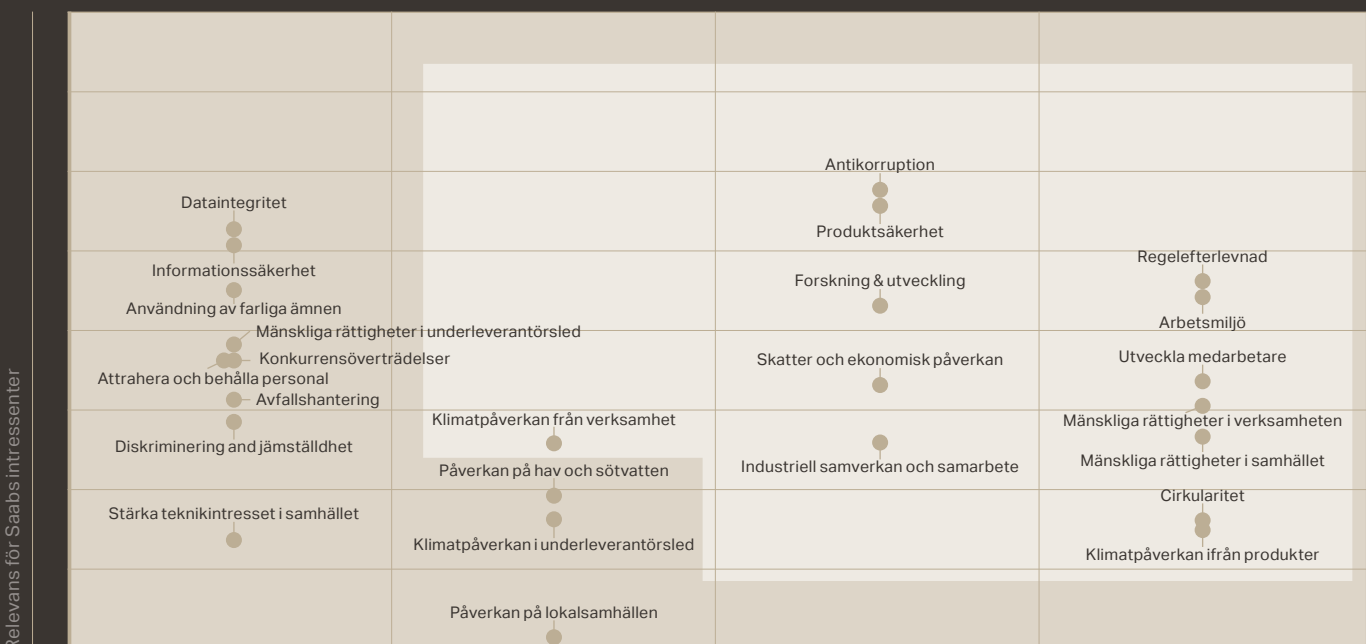 Relevans för Saabs intressenter
Antikorruption
Dataintegritet
Produktsäkerhet
Regelefterlevnad
Informationssäkerhet
Forskning & utveckling
Användning av farliga ämnen
Arbetsmiljö
Mänskliga rättigheter i underleverantörsled
Konkurrensöverträdelser
Skatter och ekonomisk påverkan
Utveckla medarbetare
Attrahera och behålla personal
Avfallshantering
Klimatpåverkan från verksamhet
Mänskliga rättigheter i verksamheten
Diskriminering and jämställdhet
Påverkan på hav och sötvatten
Industriell samverkan och samarbete
Mänskliga rättigheter i samhället
Cirkularitet
Stärka teknikintresset i samhället
Klimatpåverkan i underleverantörsled
Klimatpåverkan ifrån produkter
Påverkan på lokalsamhällen